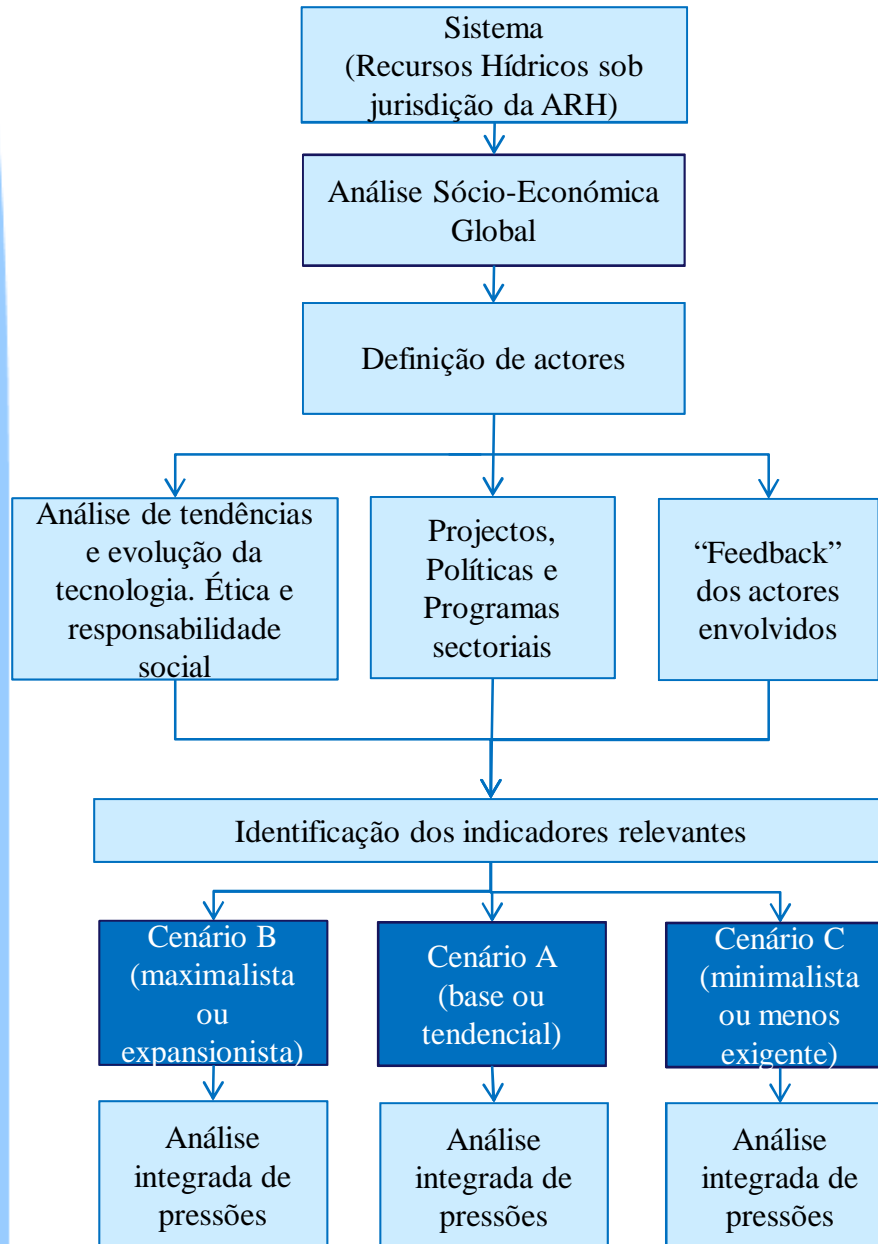 Sistema
(Recursos Hídricos sob
jurisdição da ARH)
Análise Sócio-Económica
Global
Definição de actores
Análise de tendências
e evolução da
tecnologia. Ética e
responsabilidade
social
Projectos,
Políticas e
Programas
sectoriais
“Feedback”
dos actores
envolvidos
Identificação dos indicadores relevantes
Cenário B
(maximalista
ou
expansionista)
Cenário A
(base ou
tendencial)
Cenário C
(minimalista
ou menos
exigente)
Análise
integrada de
pressões
Análise
integrada de
pressões
Análise
integrada de
pressões